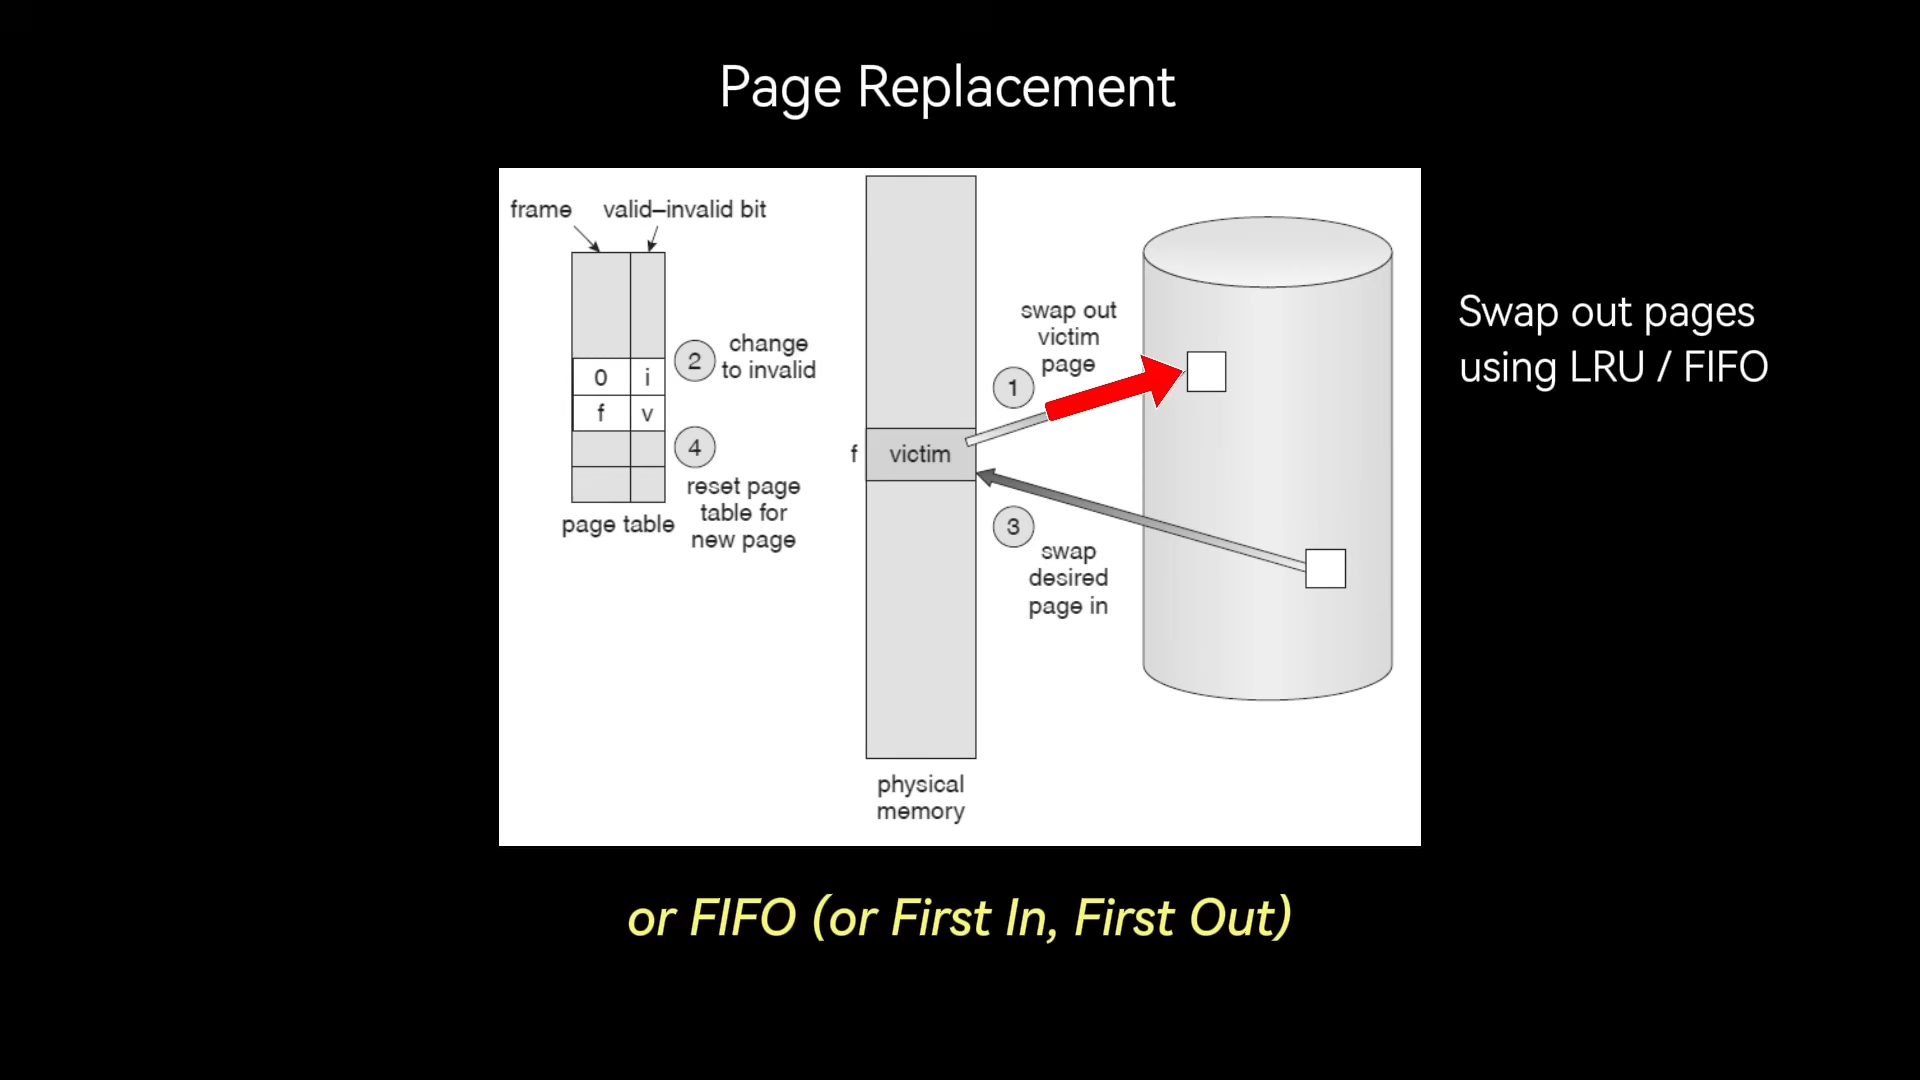 Page Replacement
frame
valid–invalid bit
0
i
f
v
2
change
to invalid
4
reset page
table for
new page
page table
f
victim
physical
memory
swap out
victim
page
1
3
swap
desired
page in
Swap out pages
using LRU / FIFO
or FIFO (or First In, First Out)